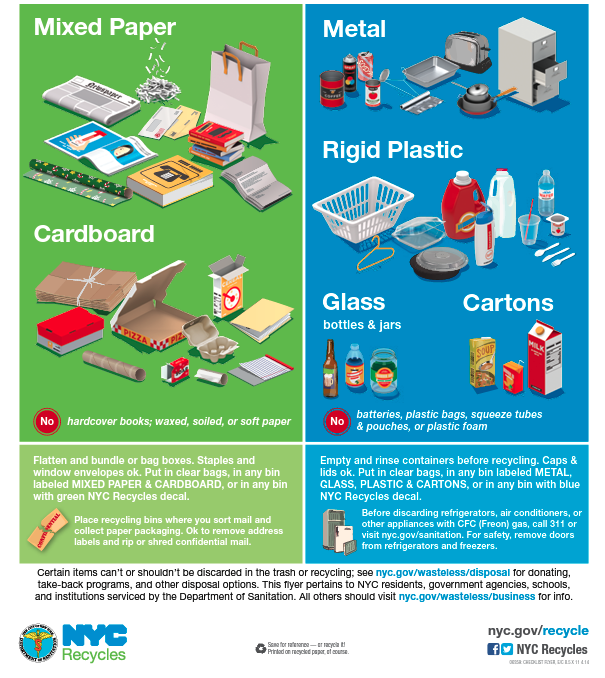 Mixed Paper
Newspaper
Cardboard
PIZZA
PIZ
No
hardcover books; waxed, soiled, or soft paper
Metal
COFFEE
Rigid Plastic
Glass
bottles & jars
Cartons
SOUP
MILK
No
batteries, plastic bags, squeeze tubes
& pouches, or plastic foam
Flatten and bundle or bag boxes. Staples and
window envelopes ok. Put in clear bags, in any bin
labeled MIXED PAPER & CARDBOARD, or in any bin
with green NYC Recycles decal.
CONFIDENTIAL
Place recycling bins where you sort mail and
collect paper packaging. Ok to remove address
labels and rip or shred confidential mail.
Empty and rinse containers before recycling. Caps &
lids ok. Put in clear bags, in any bin labeled METAL,
GLASS, PLASTIC & CARTONS, or in any bin with blue
NYC Recycles decal.
Before discarding refrigerators, air conditioners, or
other appliances with CFC (Freon) gas, call 311 or
visit nyc.gov/sanitation. For safety, remove doors
from refrigerators and freezers.
Certain items can't or shouldn't be discarded in the trash or recycling; see nyc.gov/wasteless/disposal for donating,
take-back programs, and other disposal options. This flyer pertains to NYC residents, government agencies, schools,
and institutions serviced by the Department of Sanitation. All others should visit nyc.gov/wasteless/business for info.
NYC
Recycles
Save for reference — or recycle it!
Printed on recycled paper, of course.
nyc.gov/recycle
NYC Recycles